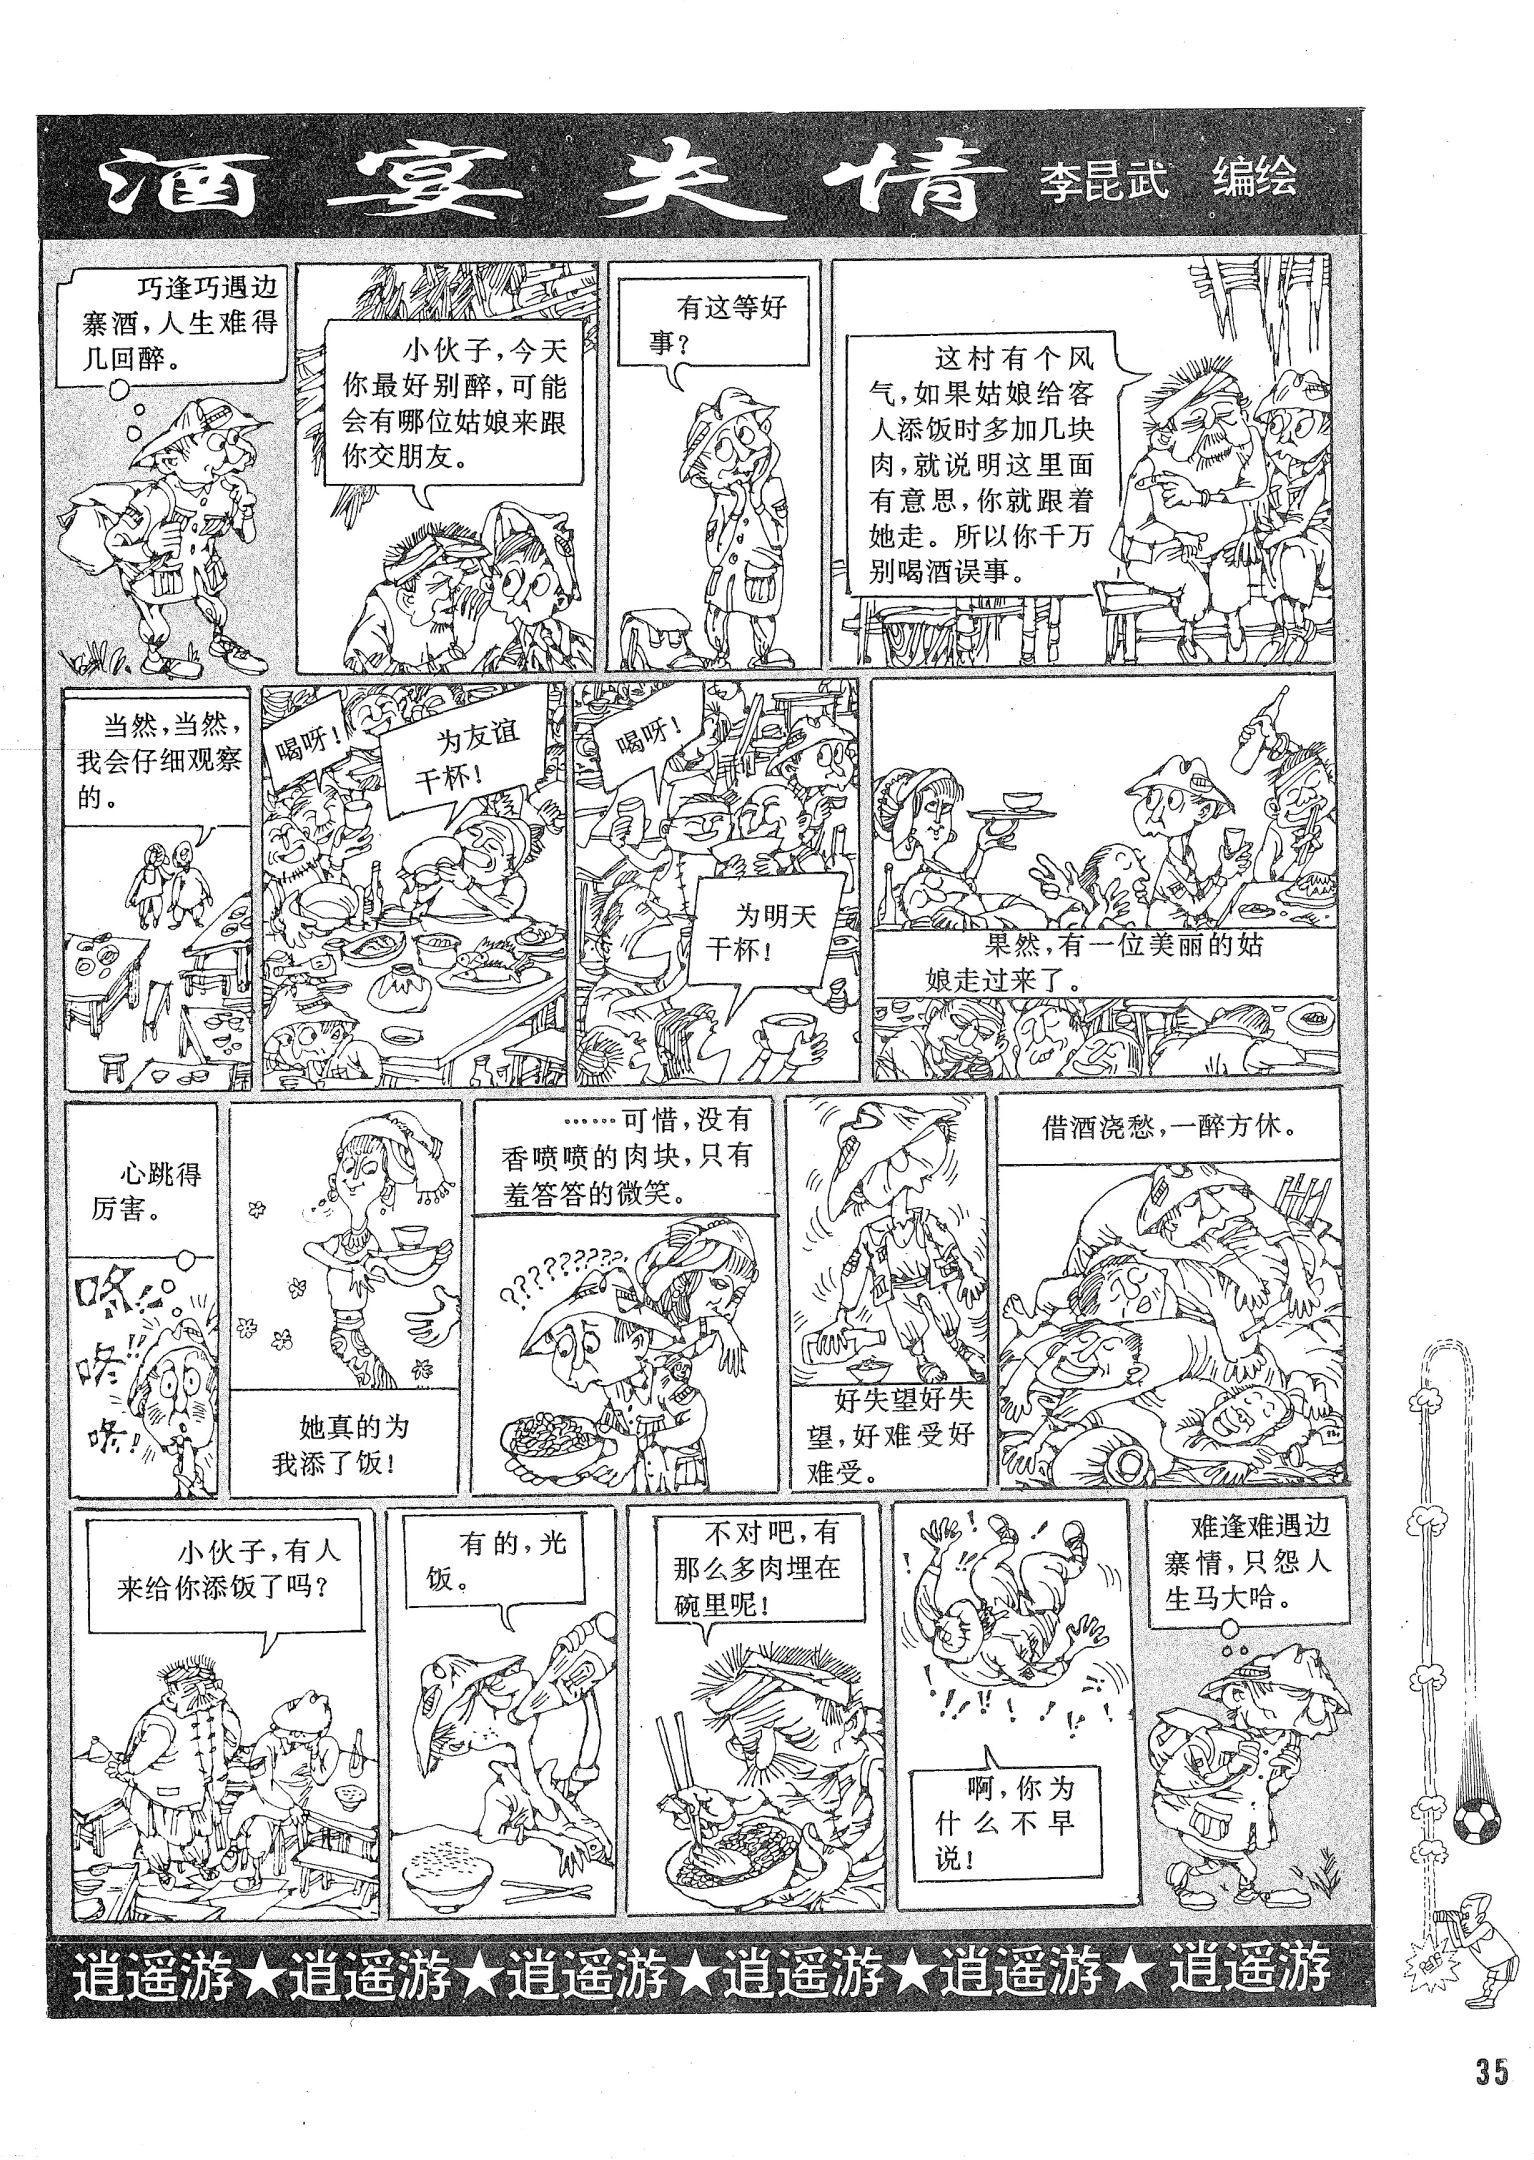 酒宴失情 李昆武 编绘
巧逢巧遇边
寨酒，人生难得
几回醉。
小伙子，今天
你最好别醉，可能
会有哪位姑娘来跟
你交朋友。
有这等好
事？
这村有个风
气，如果姑娘给客
人添饭时多加几块
肉，就说明这里面
有意思，你就跟着
她走。所以你千万
别喝酒误事。
当然，当然，
我会仔细观察
的。
喝呀！
为友谊
干杯！
喝呀！
为明天
干杯！
果然，有一位美丽的姑
娘走过来了。
心跳得
厉害。
咚！！
咚！！
咚！
她真的为
我添了饭！
……可惜，没有
香喷喷的肉块，只有
羞答答的微笑。
？？？？？？？？
好失望好失
望，好难受好
难受。
借酒浇愁，一醉方休。
小伙子，有人
来给你添饭了吗？
有的，光
饭。
不对吧，有
那么多肉埋在
碗里呢！
啊，你为
什么不早
说！
难逢难遇边
寨情，只怨人
生马大哈。
逍遥游★逍遥游★逍遥游★逍遥游★逍遥游★逍遥游
35